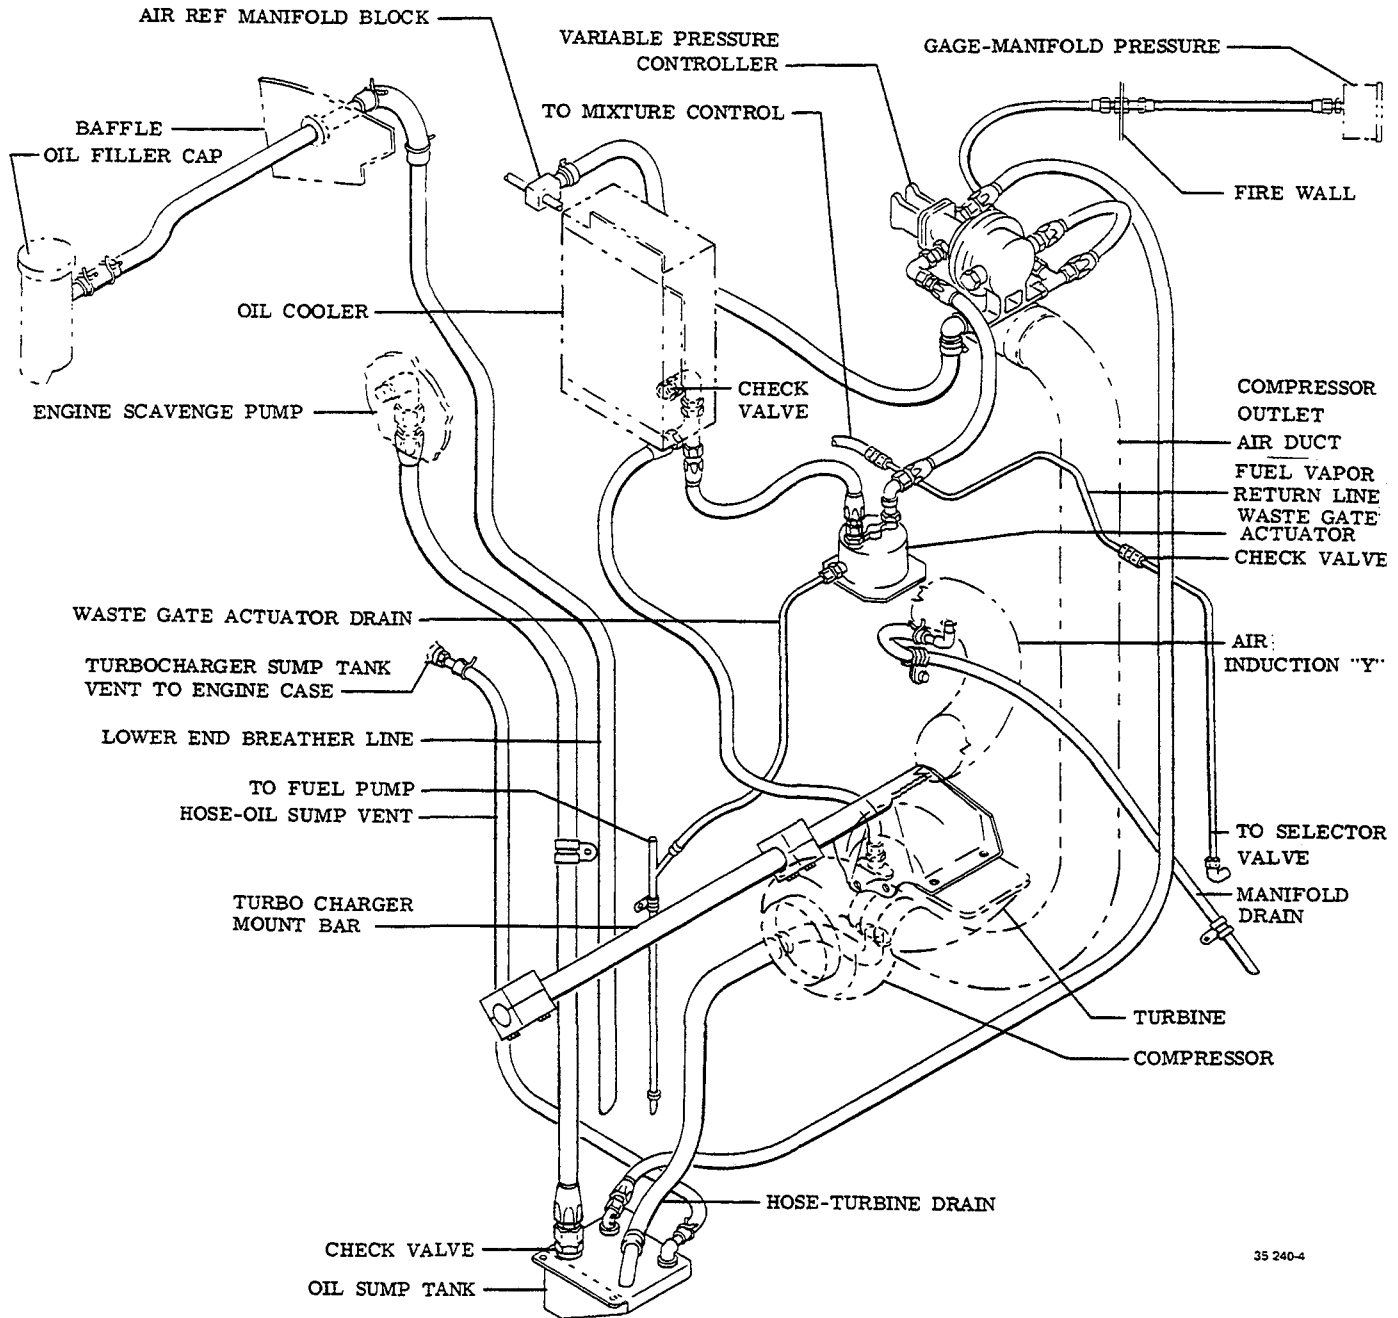 AIR REF MANIFOLD BLOCK
VARIABLE PRESSURE
CONTROLLER
GAGE-MANIFOLD PRESSURE
TO MIXTURE CONTROL
BAFFLE
OIL FILLER CAP
FIRE WALL
OIL COOLER
ENGINE SCAVENGE PUMP
CHECK
VALVE
COMPRESSOR
OUTLET
AIR DUCT
FUEL VAPOR
RETURN LINE
WASTE GATE
ACTUATOR
CHECK VALVE
WASTE GATE ACTUATOR DRAIN
TURBOCHARGER SUMP TANK
VENT TO ENGINE CASE
AIR
INDUCTION "Y"
LOWER END BREATHER LINE
TO FUEL PUMP
HOSE-OIL SUMP VENT
TO SELECTOR
VALVE
TURBO CHARGER
MOUNT BAR
MANIFOLD
DRAIN
TURBINE
COMPRESSOR
HOSE-TURBINE DRAIN
CHECK VALVE
OIL SUMP TANK
35 240-4